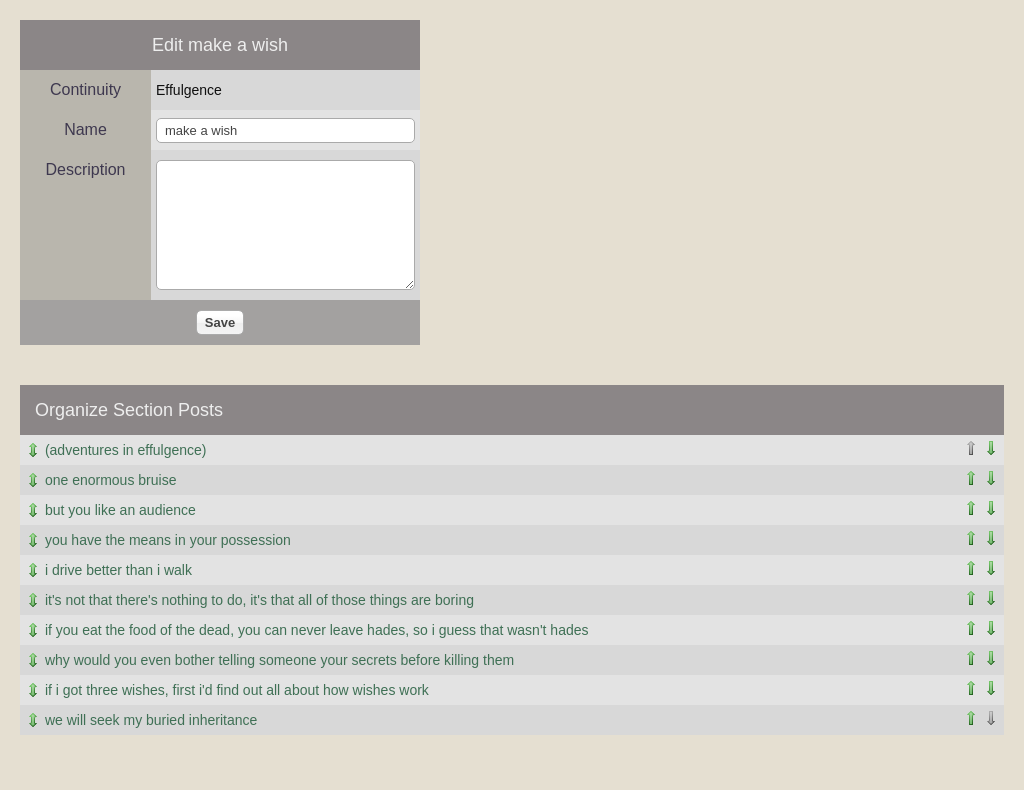 Edit make a wish
Continuity
Effulgence
Name
make a wish
Description
Save
Organize Section Posts
(adventures in effulgence)
one enormous bruise
but you like an audience
you have the means in your possession
i drive better than i walk
it's not that there's nothing to do, it's that all of those things are boring
if you eat the food of the dead, you can never leave hades, so i guess that wasn't hades
why would you even bother telling someone your secrets before killing them
if i got three wishes, first i'd find out all about how wishes work
we will seek my buried inheritance